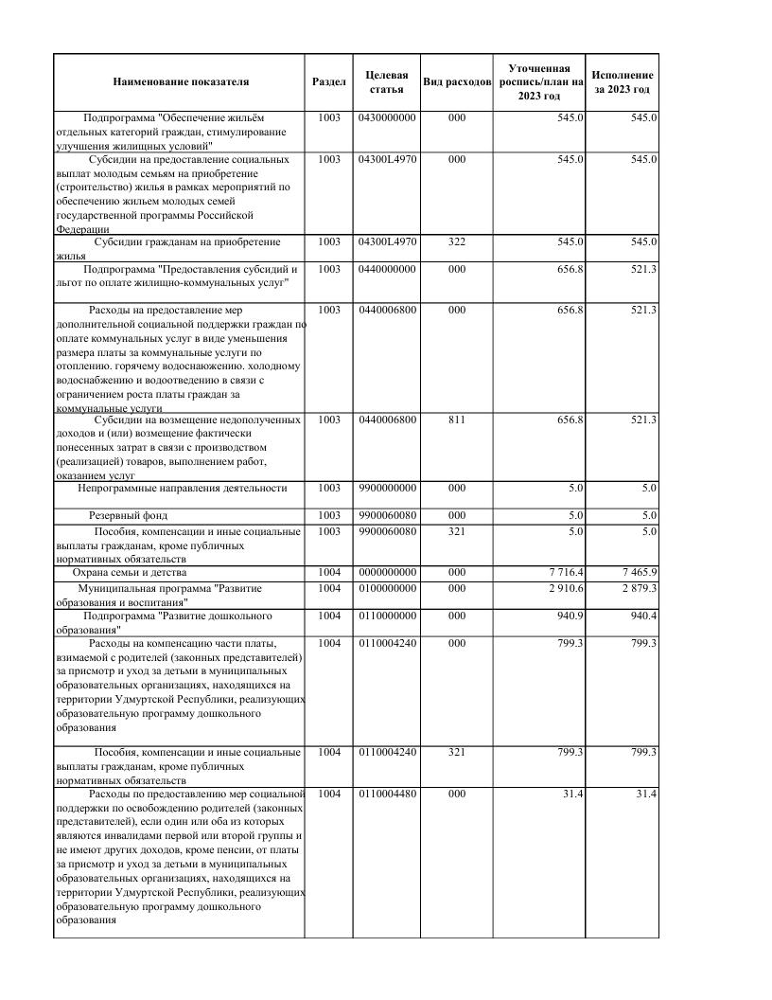 Наименование показателя Раздел Целевая статья Вид расходов Уточненная роспись/план на 2023 год Исполнение за 2023 год
Подпрограмма "Обеспечение жильём 1003 0430000000 000 545.0 545.0
отдельных категорий граждан, стимулирование
улучшения жилищных условий"
Субсидии на предоставление социальных 1003 04300L4970 000 545.0 545.0
выплат молодым семьям на приобретение
(строительство) жилья в рамках мероприятий по
обеспечению жильем молодых семей
государственной программы Российской
Федерации
Субсидии гражданам на приобретение 1003 04300L4970 322 545.0 545.0
жилья
Подпрограмма "Предоставления субсидий и 1003 0440000000 000 656.8 521.3
льгот по оплате жилищно-коммунальных услуг"
Расходы на предоставление мер 1003 0440006800 000 656.8 521.3
дополнительной социальной поддержки граждан по
оплате коммунальных услуг в виде уменьшения
размера платы за коммунальные услуги по
отоплению. горячему водоснаюжению. холодному
водоснабжению и водоотведению в связи с
ограничением роста платы граждан за
коммунальные услуги
Субсидии на возмещение недополученных 1003 0440006800 811 656.8 521.3
доходов и (или) возмещение фактически
понесенных затрат в связи с производством
(реализацией) товаров, выполнением работ,
оказанием услуг
Непрограммные направления деятельности 1003 9900000000 000 5.0 5.0
Резервный фонд 1003 9900060080 000 5.0 5.0
Пособия, компенсации и иные социальные 1003 9900060080 321 5.0 5.0
выплаты гражданам, кроме публичных
нормативных обязательств
Охрана семьи и детства 1004 0000000000 000 7 716.4 7 465.9
Муниципальная программа "Развитие 1004 0100000000 000 2 910.6 2 879.3
образования и воспитания"
Подпрограмма "Развитие дошкольного 1004 0110000000 000 940.9 940.4
образования"
Расходы на компенсацию части платы, 1004 0110004240 000 799.3 799.3
взимаемой с родителей (законных представителей)
за присмотр и уход за детьми в муниципальных
образовательных организациях, находящихся на
территории Удмуртской Республики, реализующих
образовательную программу дошкольного
образования
Пособия, компенсации и иные социальные 1004 0110004240 321 799.3 799.3
выплаты гражданам, кроме публичных
нормативных обязательств
Расходы по предоставлению мер социальной 1004 0110004480 000 31.4 31.4
поддержки по освобождению родителей (законных
представителей), если один или оба из которых
являются инвалидами первой или второй группы и
не имеют других доходов, кроме пенсии, от платы
за присмотр и уход за детьми в муниципальных
образовательных организациях, находящихся на
территории Удмуртской Республики, реализующих
образовательную программу дошкольного
образования